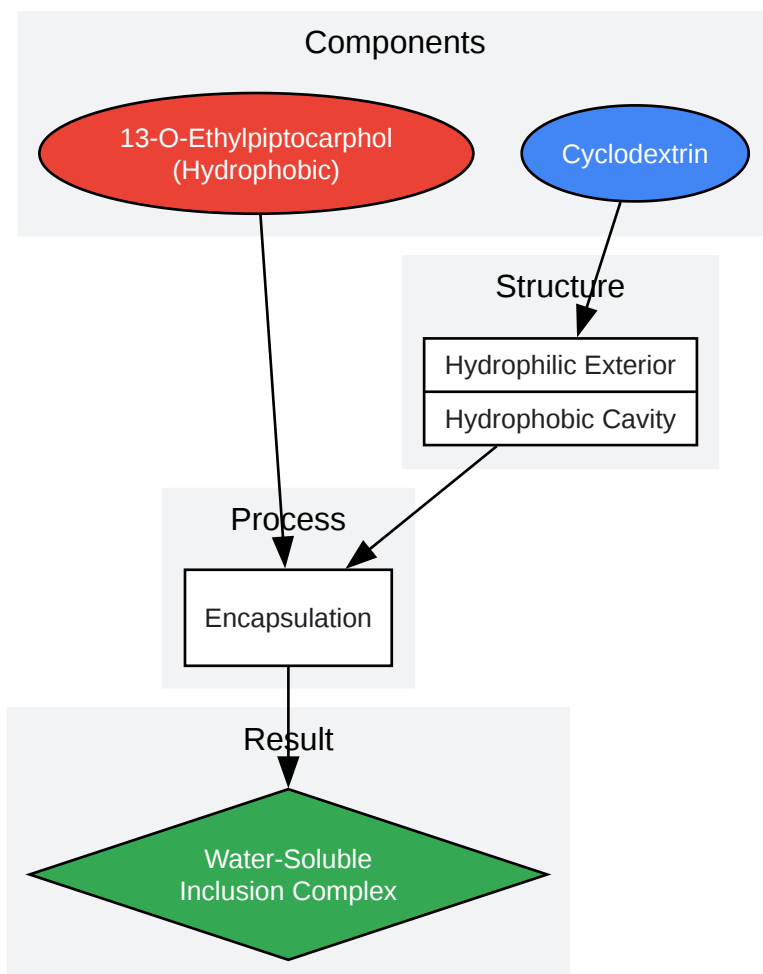 Components
13-O-Ethylpiptocarphol
(Hydrophobic)
Cyclodextrin
Structure
Hydrophilic Exterior
Hydrophobic Cavity
Process
Encapsulation
Result
Water-Soluble
Inclusion Complex